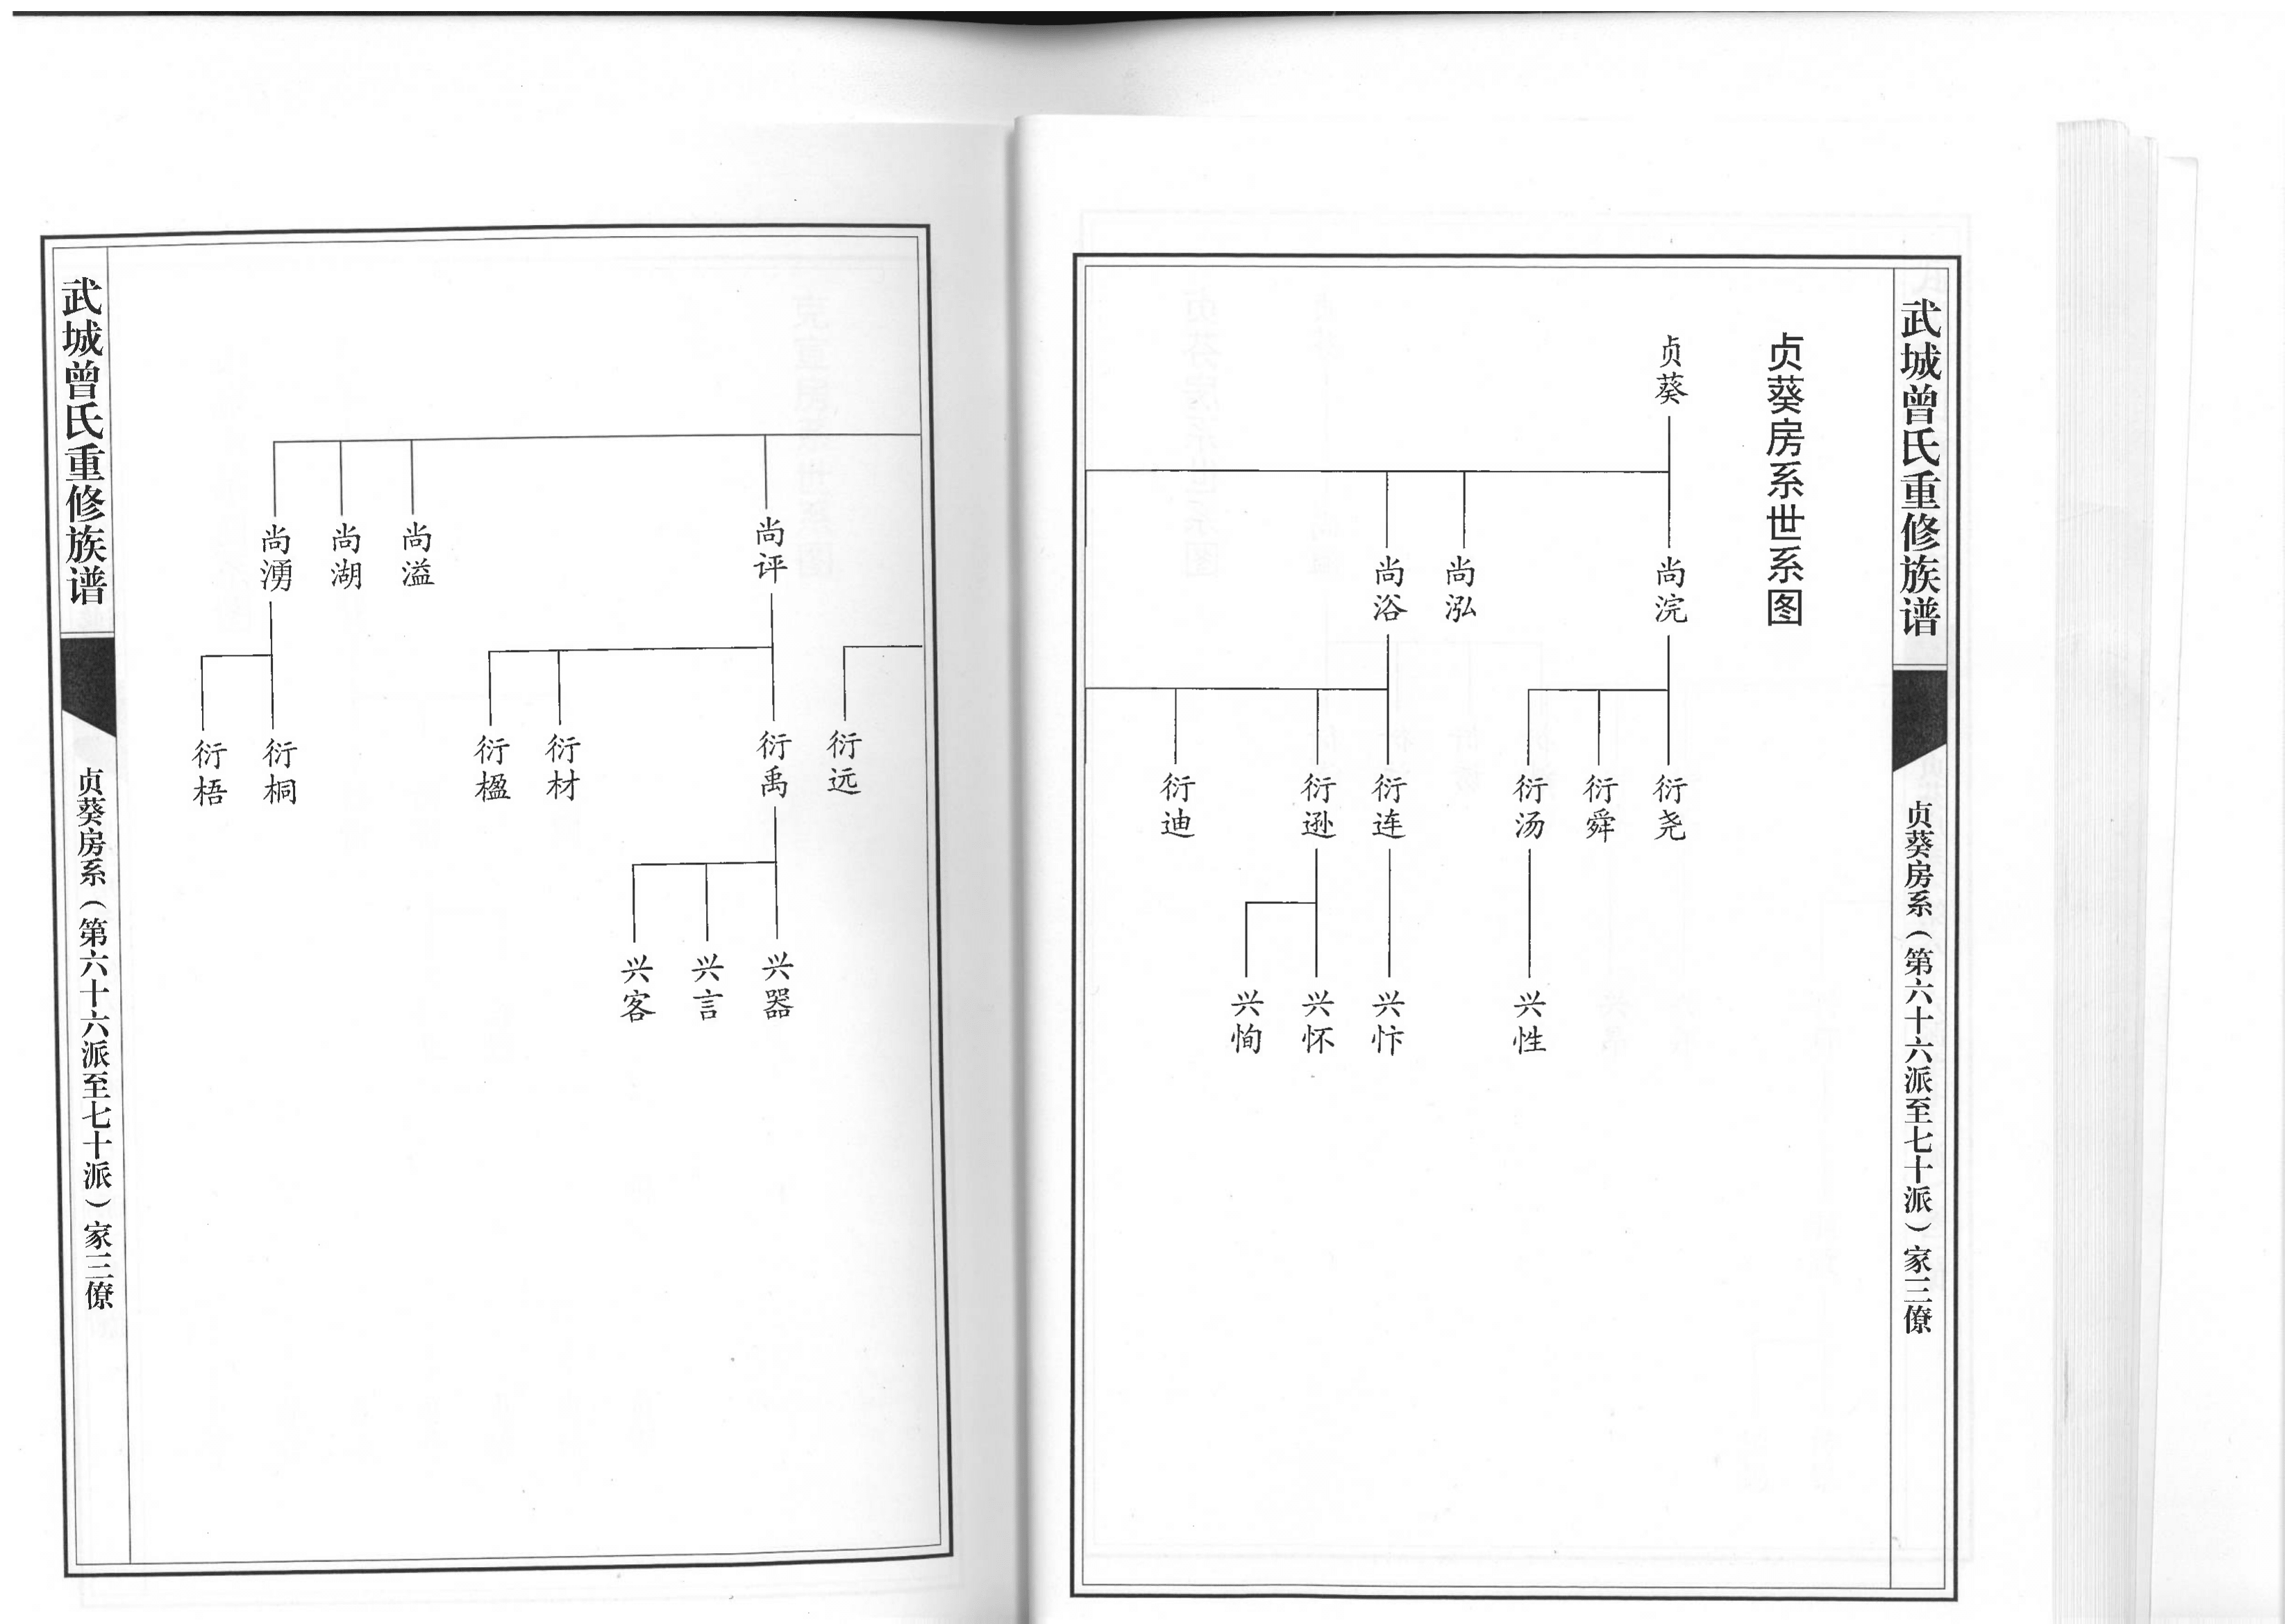 武城曾氏重修族谱
贞葵房系(第六十六派至七十派)家三僚
贞葵房系世系图
贞葵
尚浣
尚泓
尚浴
衍尧
衍舜
衍汤
衍连
衍逊
衍迪
兴性
兴忭
兴怀
兴恂
尚评
尚溢
尚湖
尚湧
衍远
衍禹
衍材
衍楹
衍桐
衍梧
兴器
兴言
兴客
武城曾氏重修族谱
贞葵房系(第六十六派至七十派)家三僚